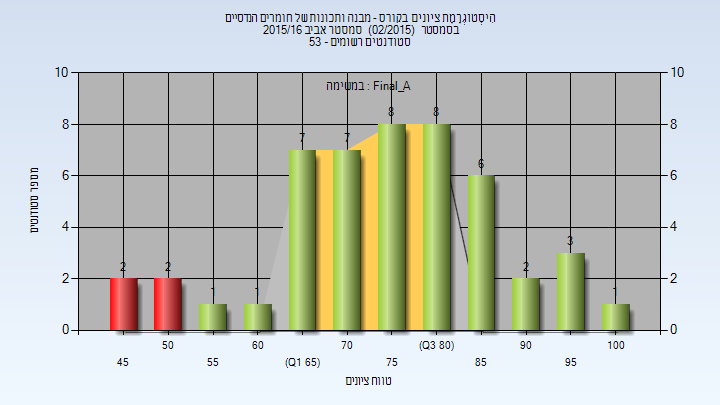 הִיסְטוֹגְרַמַת ציונים בקורס - מבנה ותכונות של חומרים הנדסיים
בסמסטר (02/2015) סמסטר אביב 2015/16
סטודנטים רשומים - 53
במשימה : Final_A
מספר סטודנטים
10 10
8 8
6 6
4 4
2 2
0 0
2 2 1 1 7 7 8 8 6 2 3 1
45 50 55 60 (Q1 65) 70 75 (Q3 80) 85 90 95 100
טווח ציונים